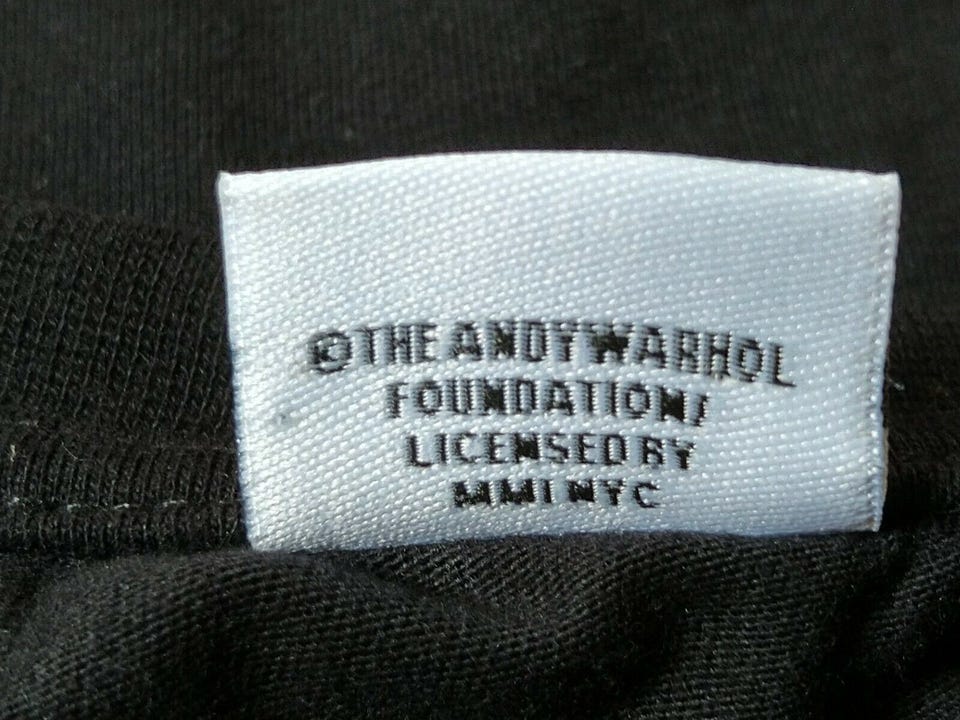 ©THE ANDY WARHOL
FOUNDATION/
LICENSED BY
MMI NYC